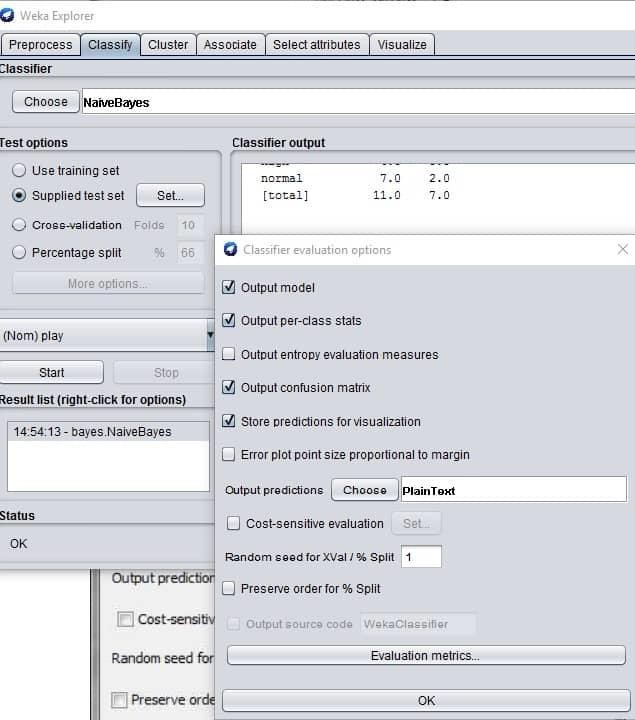 Weka Explorer
Preprocess Classify Cluster Associate Select attributes Visualize
Classifier
Choose NaiveBayes
Test options
Use training set
Supplied test set Set...
Cross-validation Folds 10
Percentage split % 66
More options...
(Nom) play
Start Stop
Result list (right-click for options)
14:54:13 - bayes.NaiveBayes
Status
OK
Classifier output
normal 7.0 2.0
[total] 11.0 7.0
Classifier evaluation options
Output model
Output per-class stats
Output entropy evaluation measures
Output confusion matrix
Store predictions for visualization
Error plot point size proportional to margin
Output predictions Choose PlainText
Cost-sensitive evaluation Set...
Random seed for XVal / % Split 1
Preserve order for % Split
Output source code WekaClassifier
Evaluation metrics...
OK
Output prediction
Cost-sensitiv
Random seed for
Preserve orde